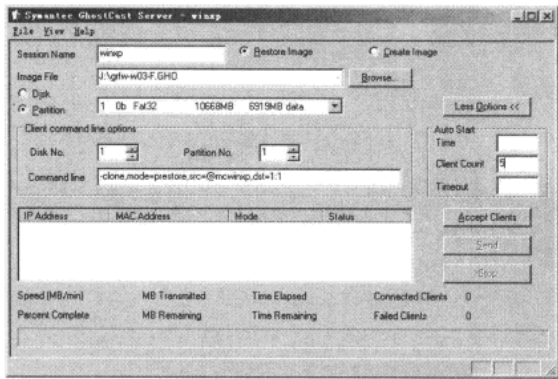 Symantec GhostCast Server - winxp
File View Help
Session Name winxp Restore Image Create Image
Image File J:\grfw-w03-F.GHO Browse...
Disk
Partition 1 0b Fat32 10668MB 6919MB data Less Options <<
Client command line options Auto Start
Time
Disk No. 1 Partition No. 1 Client Count 5
Command line -clone,mode=prestore,src=@mcwinxp,dst=1:1 Timeout
IP Address MAC Address Mode Status Accept Clients
Send
Stop
Speed (MB/min) MB Transmitted Time Elapsed Connected Clients 0
Percent Complete MB Remaining Time Remaining Failed Clients 0